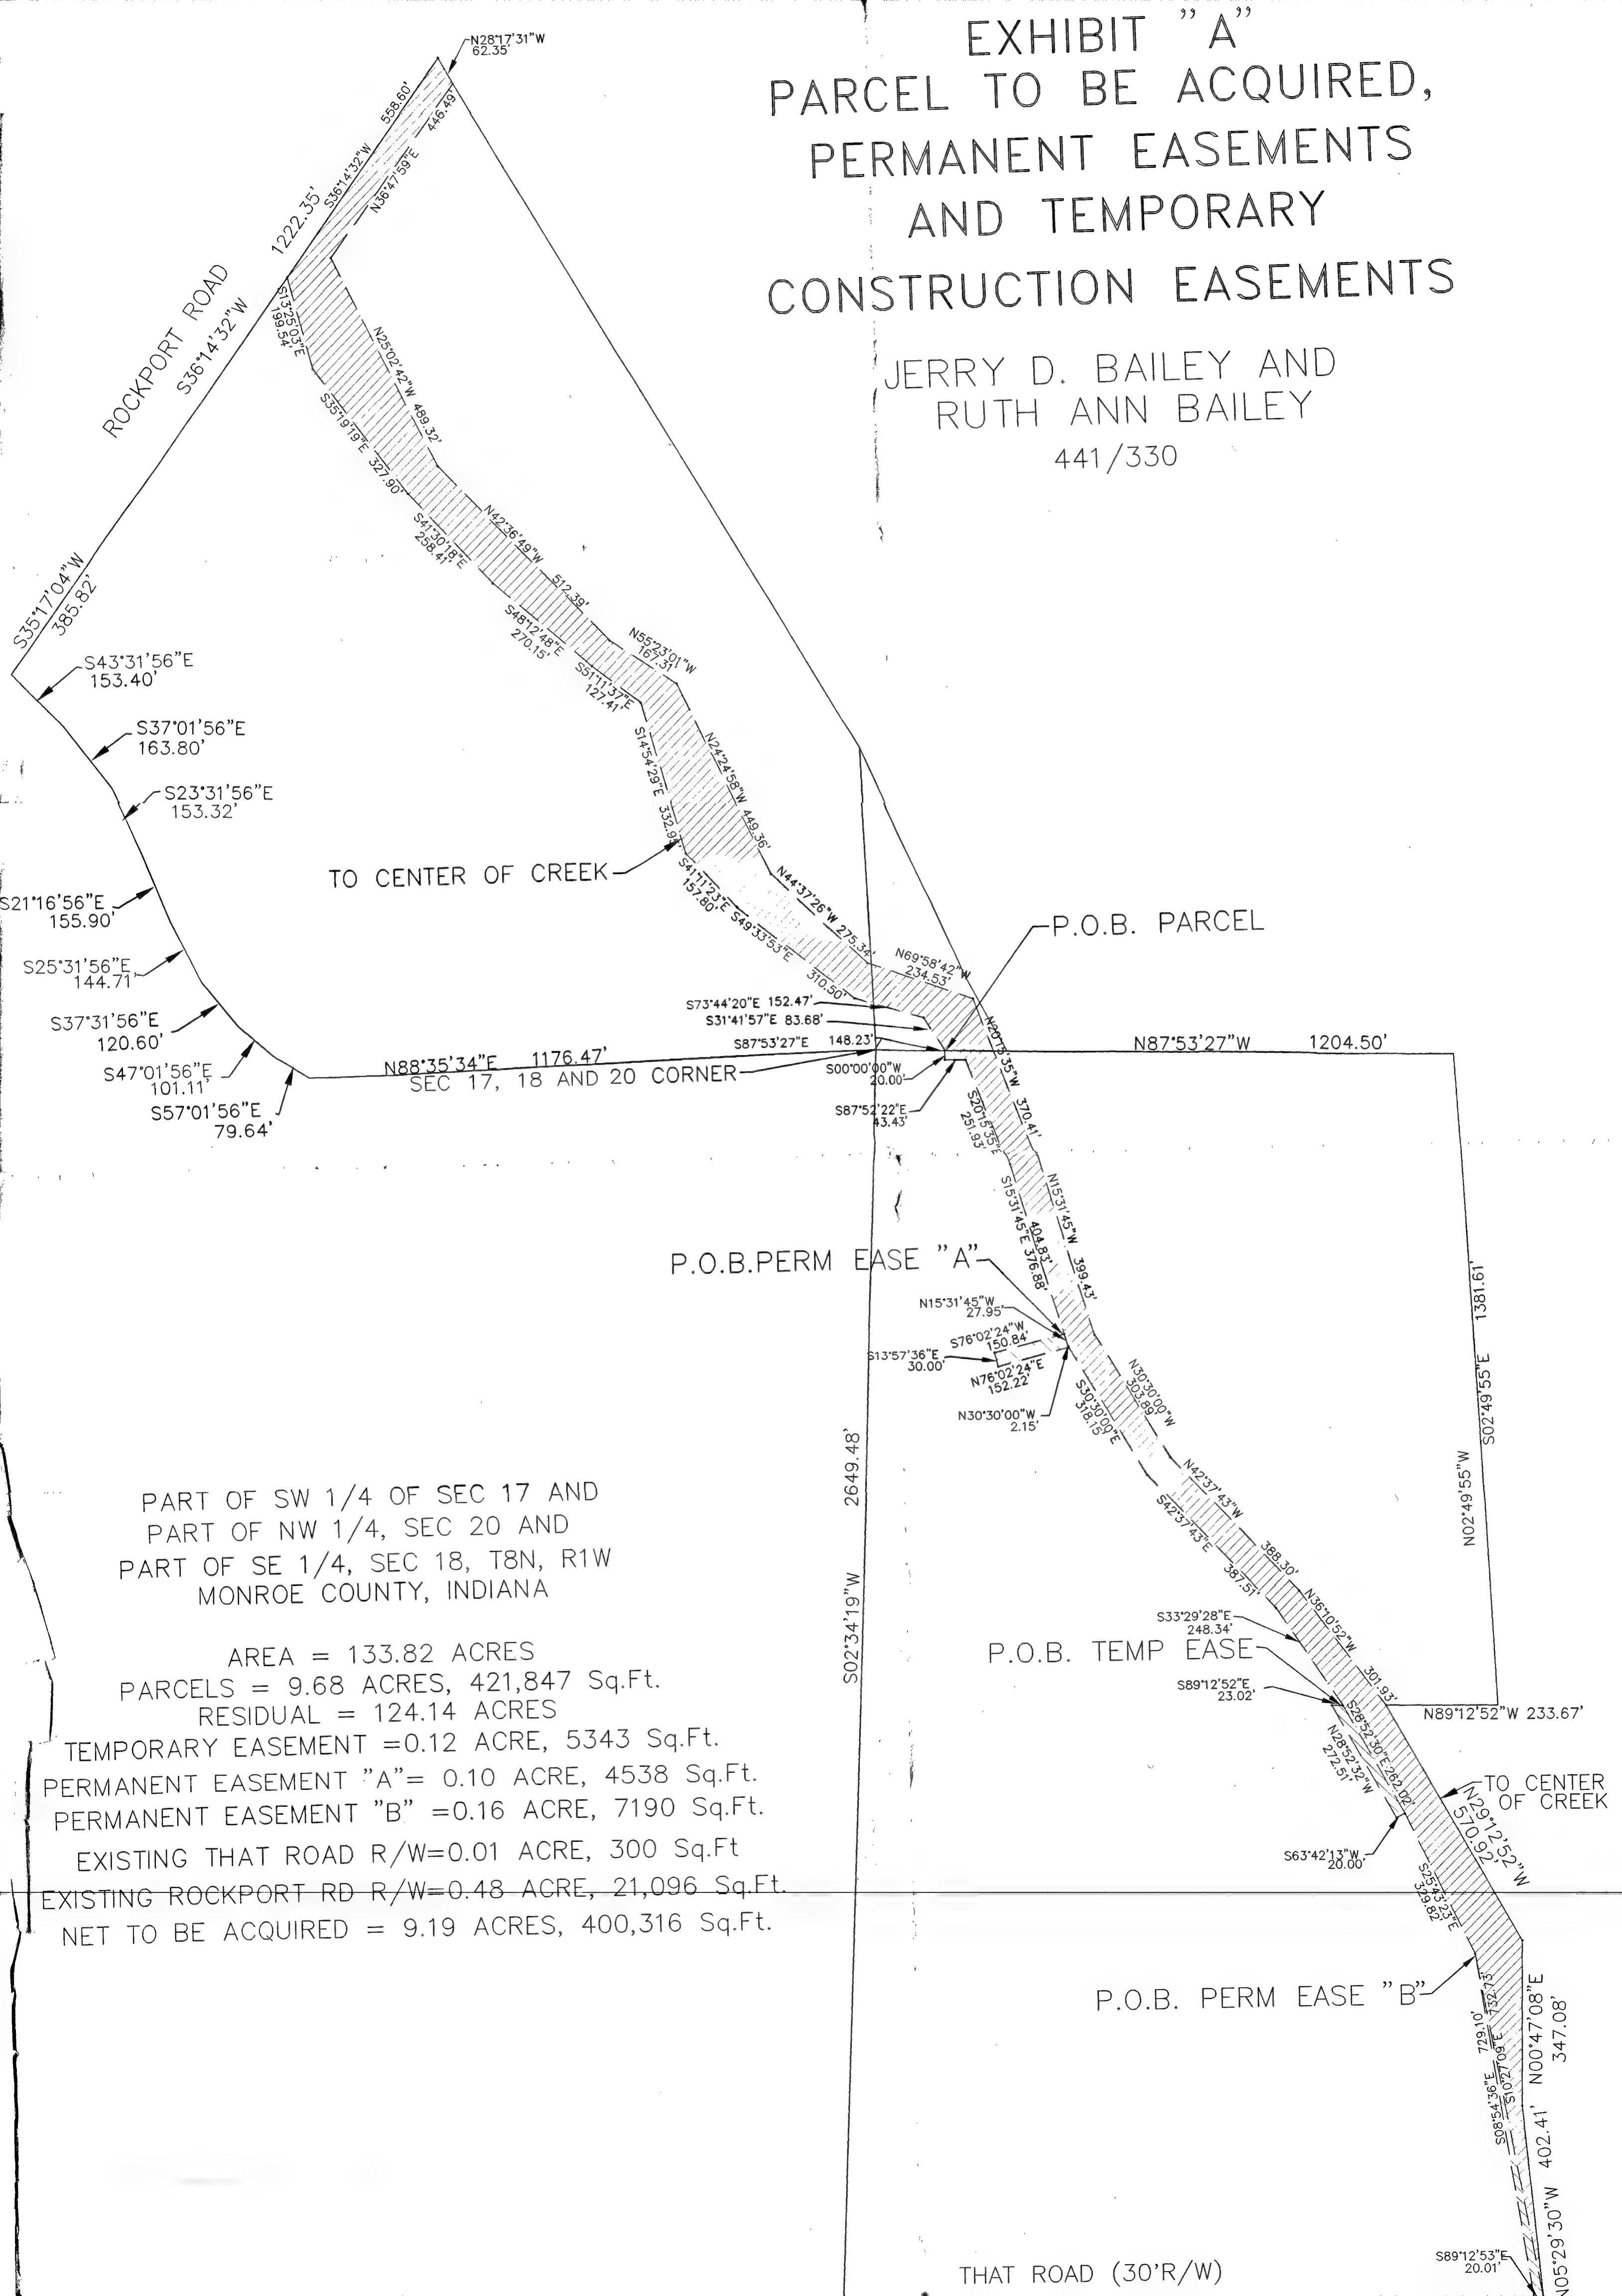 EXHIBIT "A"
PARCEL TO BE ACQUIRED,
PERMANENT EASEMENTS
AND TEMPORARY
CONSTRUCTION EASEMENTS
JERRY D. BAILEY AND
RUTH ANN BAILEY
441/330
N28°17'31"W
62.35'
558.60'
S36°14'32"W
446.49'
N36°47'59"E
1222.35'
ROCKPORT ROAD
S36°14'32"W
S13°25'03"E
199.54'
N25°02'42"W 489.32'
S35°19'19"E 327.90'
S41°30'18"E
258.41'
N42°36'49"W 512.39'
S48°12'48"E
270.15'
N55°23'01"W
167.31'
S51°11'37"E
127.41'
S35°17'04"W
385.82'
S43°31'56"E
153.40'
S37°01'56"E
163.80'
S23°31'56"E
153.32'
S21°16'56"E
155.90'
S25°31'56"E
144.71'
S37°31'56"E
120.60'
S47°01'56"E
101.11'
S57°01'56"E
79.64'
S14°54'29"E
N24°24'58"W 449.36'
TO CENTER OF CREEK
S41°11'23"E
157.80'
S49°33'53"E 310.50'
N44°37'26"W 275.34'
P.O.B. PARCEL
N69°58'42"W
234.53'
S73°44'20"E 152.47'
S31°41'57"E 83.68'
S87°53'27"E 148.23'
N88°35'34"E 1176.47'
SEC 17, 18 AND 20 CORNER
N87°53'27"W 1204.50'
S00°00'00"W
20.00'
S87°52'22"E
43.43'
N20°15'35"W 370.41'
S20°15'35"E
251.93'
S15°31'45"E 376.88'
404.83'
N15°31'45"W 399.43'
P.O.B.PERM EASE "A"
N15°31'45"W
27.95'
S76°02'24"W
150.84'
S13°57'36"E
30.00'
N76°02'24"E
152.22'
N30°30'00"W
2.15'
S30°30'00"E
318.15'
N30°30'00"W
303.89'
S02°49'55"E 1381.61'
N02°49'55"W
S02°34'19"W 2649.48'
N42°37'43"W 388.30'
S42°37'43"E 387.51'
N36°10'52"W 301.93'
S33°29'28"E
248.34'
P.O.B. TEMP EASE
S89°12'52"E
23.02'
N89°12'52"W 233.67'
S28°52'30"E 262.02'
N28°52'32"W
272.51'
TO CENTER
OF CREEK
N29°12'52"W
570.92'
S63°42'13"W
20.00'
S25°43'23"E
329.82'
P.O.B. PERM EASE "B"
729.10'
732.73'
S08°54'36"E
S10°27'09"E
N00°47'08"E
347.08'
N05°29'30"W 402.41'
S89°12'53"E
20.01'
THAT ROAD (30'R/W)
PART OF SW 1/4 OF SEC 17 AND
PART OF NW 1/4, SEC 20 AND
PART OF SE 1/4, SEC 18, T8N, R1W
MONROE COUNTY, INDIANA
AREA = 133.82 ACRES
PARCELS = 9.68 ACRES, 421,847 Sq.Ft.
RESIDUAL = 124.14 ACRES
TEMPORARY EASEMENT =0.12 ACRE, 5343 Sq.Ft.
PERMANENT EASEMENT "A"= 0.10 ACRE, 4538 Sq.Ft.
PERMANENT EASEMENT "B" =0.16 ACRE, 7190 Sq.Ft.
EXISTING THAT ROAD R/W=0.01 ACRE, 300 Sq.Ft
EXISTING ROCKPORT RD R/W=0.48 ACRE, 21,096 Sq.Ft.
NET TO BE ACQUIRED = 9.19 ACRES, 400,316 Sq.Ft.